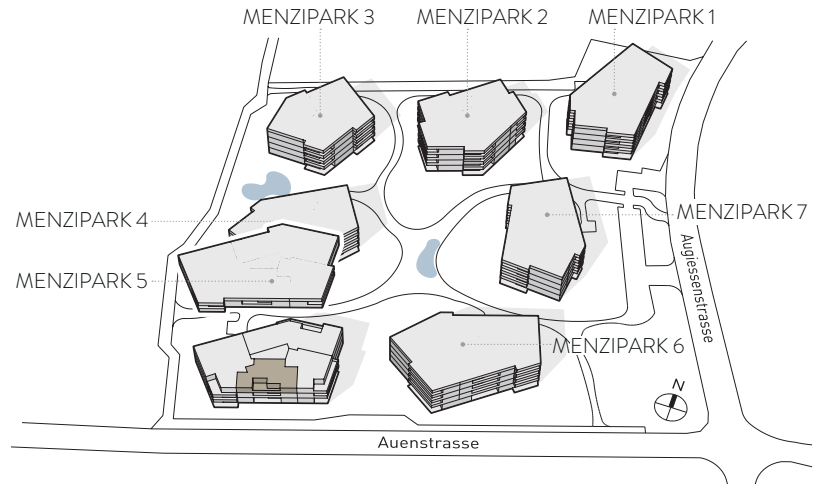 MENZIPARK 3
MENZIPARK 2
MENZIPARK 1
MENZIPARK 4
MENZIPARK 7
MENZIPARK 5
Augiessenstrasse
MENZIPARK 6
N
Auenstrasse